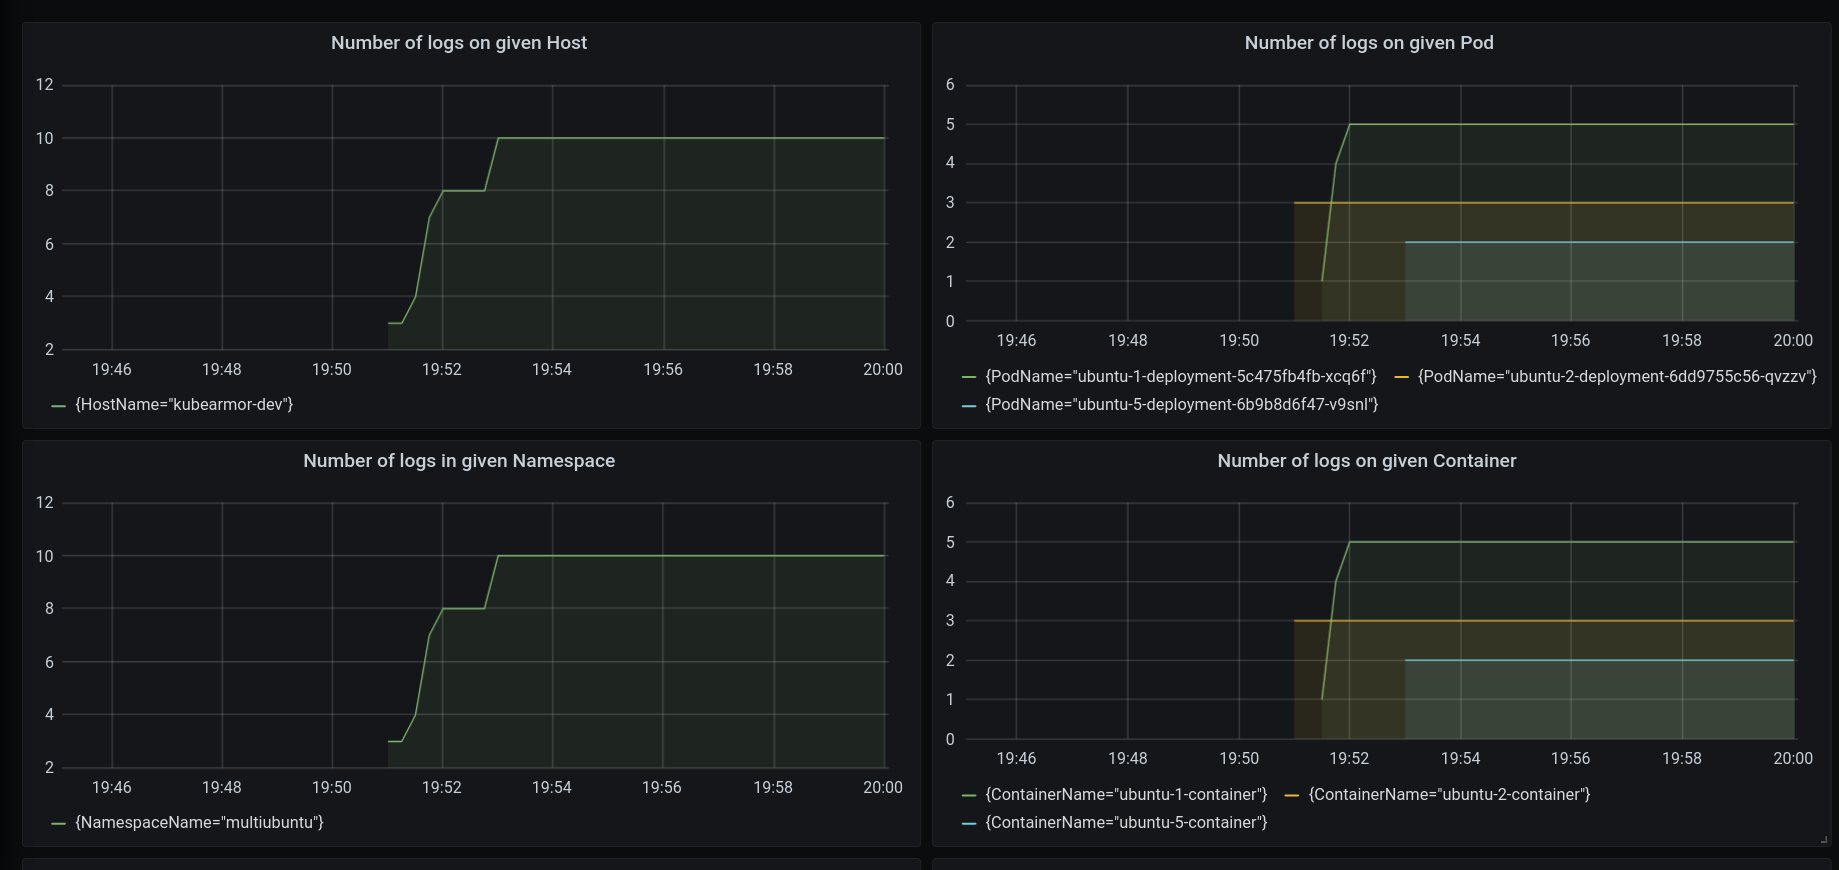 Number of logs on given Host
12
10
8
6
4
2
19:46 19:48 19:50 19:52 19:54 19:56 19:58 20:00
{HostName="kubearmor-dev"}
Number of logs on given Pod
6
5
4
3
2
1
0
19:46 19:48 19:50 19:52 19:54 19:56 19:58 20:00
{PodName="ubuntu-1-deployment-5c475fb4fb-xcq6f"} {PodName="ubuntu-2-deployment-6dd9755c56-qvzzv"}
{PodName="ubuntu-5-deployment-6b9b8d6f47-v9snl"}
Number of logs in given Namespace
12
10
8
6
4
2
19:46 19:48 19:50 19:52 19:54 19:56 19:58 20:00
{NamespaceName="multiubuntu"}
Number of logs on given Container
6
5
4
3
2
1
0
19:46 19:48 19:50 19:52 19:54 19:56 19:58 20:00
{ContainerName="ubuntu-1-container"} {ContainerName="ubuntu-2-container"}
{ContainerName="ubuntu-5-container"}